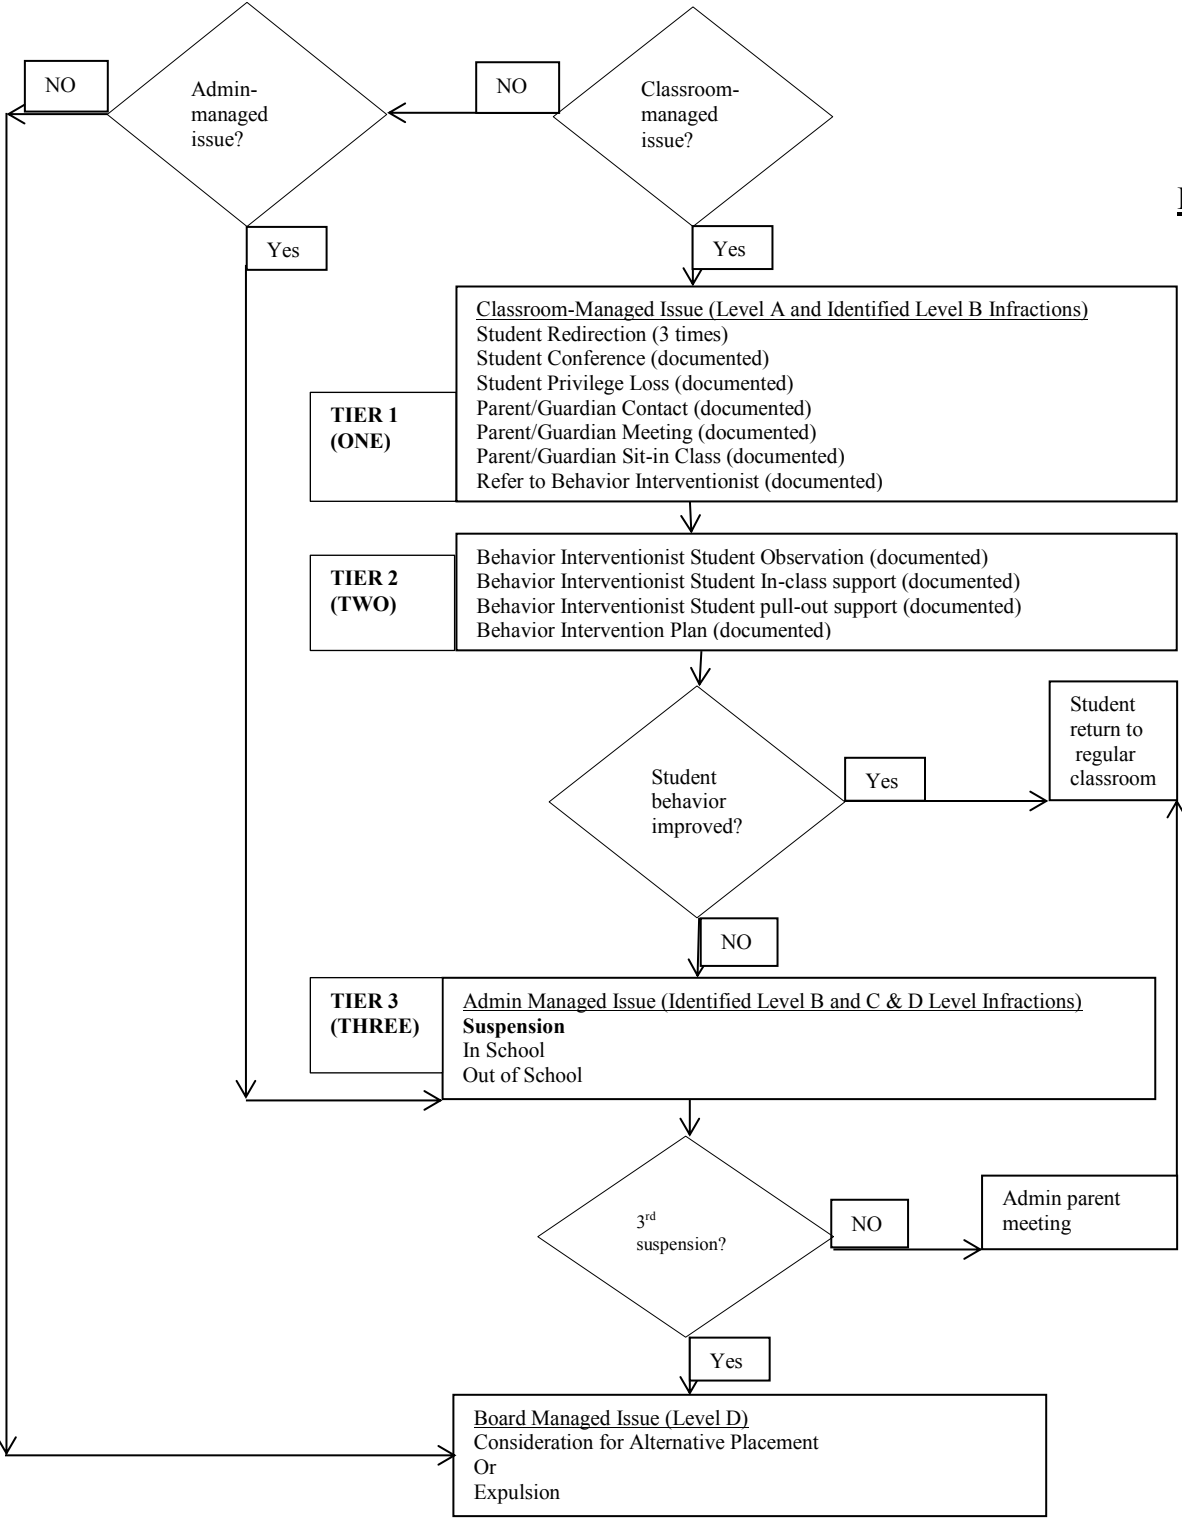 NO
Admin-
managed
issue?
NO
Classroom-
managed
issue?
Yes
Yes
Classroom-Managed Issue (Level A and Identified Level B Infractions)
Student Redirection (3 times)
Student Conference (documented)
Student Privilege Loss (documented)
Parent/Guardian Contact (documented)
Parent/Guardian Meeting (documented)
Parent/Guardian Sit-in Class (documented)
Refer to Behavior Interventionist (documented)
TIER 1
(ONE)
Behavior Interventionist Student Observation (documented)
Behavior Interventionist Student In-class support (documented)
Behavior Interventionist Student pull-out support (documented)
Behavior Intervention Plan (documented)
TIER 2
(TWO)
Student
behavior
improved?
Yes
Student
return to
regular
classroom
NO
TIER 3
(THREE)
Admin Managed Issue (Identified Level B and C & D Level Infractions)
Suspension
In School
Out of School
3rd
suspension?
NO
Admin parent
meeting
Yes
Board Managed Issue (Level D)
Consideration for Alternative Placement
Or
Expulsion